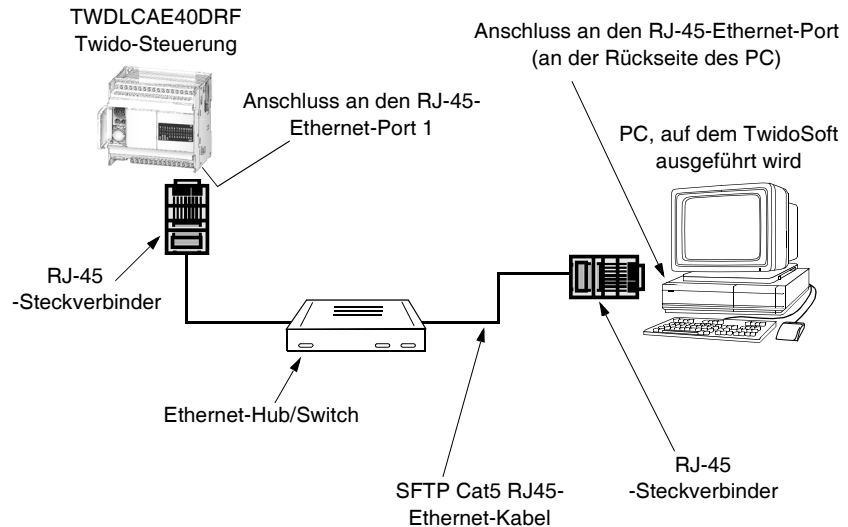 TWDLCAE40DRF
Twido-Steuerung
Anschluss an den RJ-45-Ethernet-Port
(an der Rückseite des PC)
Anschluss an den RJ-45-
Ethernet-Port 1
PC, auf dem TwidoSoft
ausgeführt wird
RJ-45
-Steckverbinder
Ethernet-Hub/Switch
SFTP Cat5 RJ45-
Ethernet-Kabel
RJ-45
-Steckverbinder